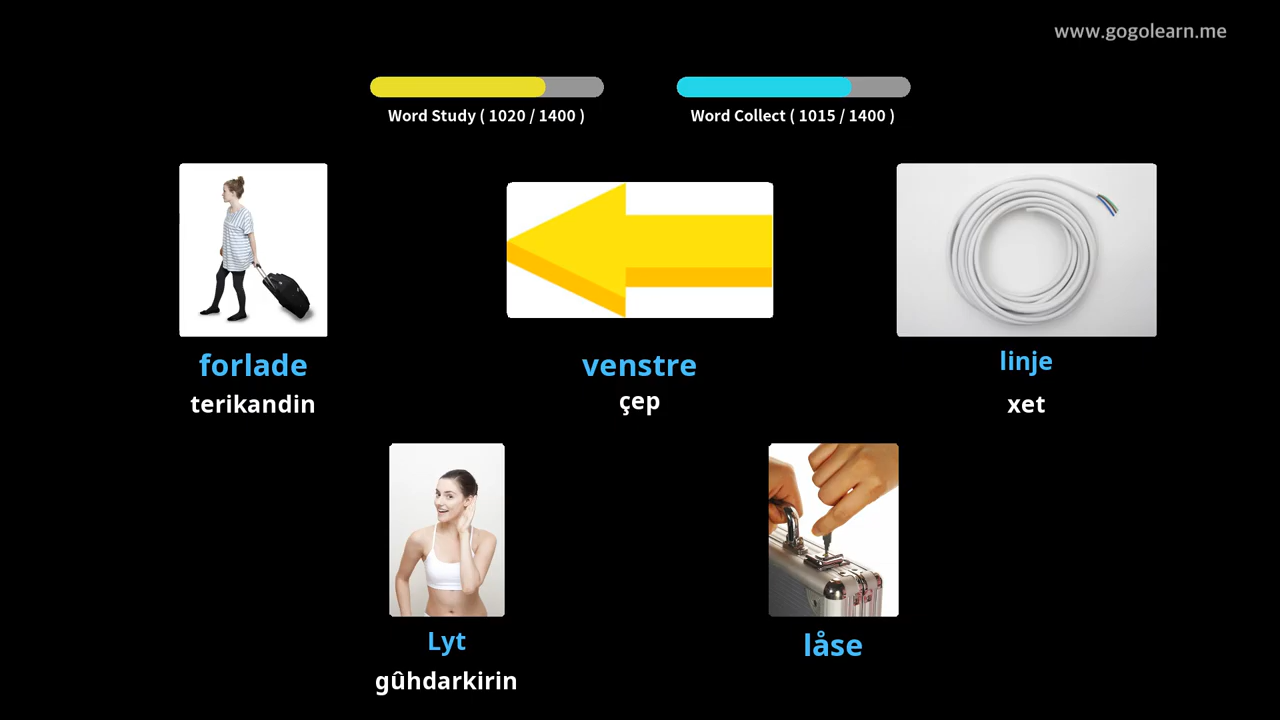 www.gogolearn.me
Word Study ( 1020 / 1400 )
Word Collect ( 1015 / 1400 )
forlade
terikandin
venstre
çep
linje
xet
Lyt
gûhdarkirin
låse